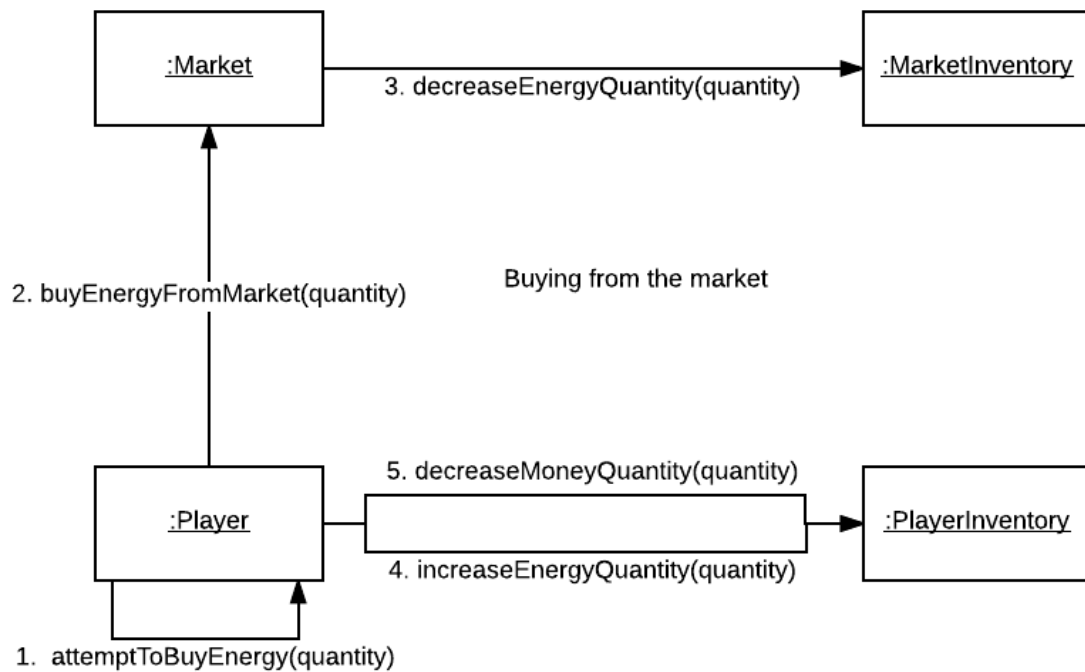 :Market
:MarketInventory
3. decreaseEnergyQuantity(quantity)
Buying from the market
2. buyEnergyFromMarket(quantity)
5. decreaseMoneyQuantity(quantity)
:Player
:PlayerInventory
4. increaseEnergyQuantity(quantity)
1. attemptToBuyEnergy(quantity)